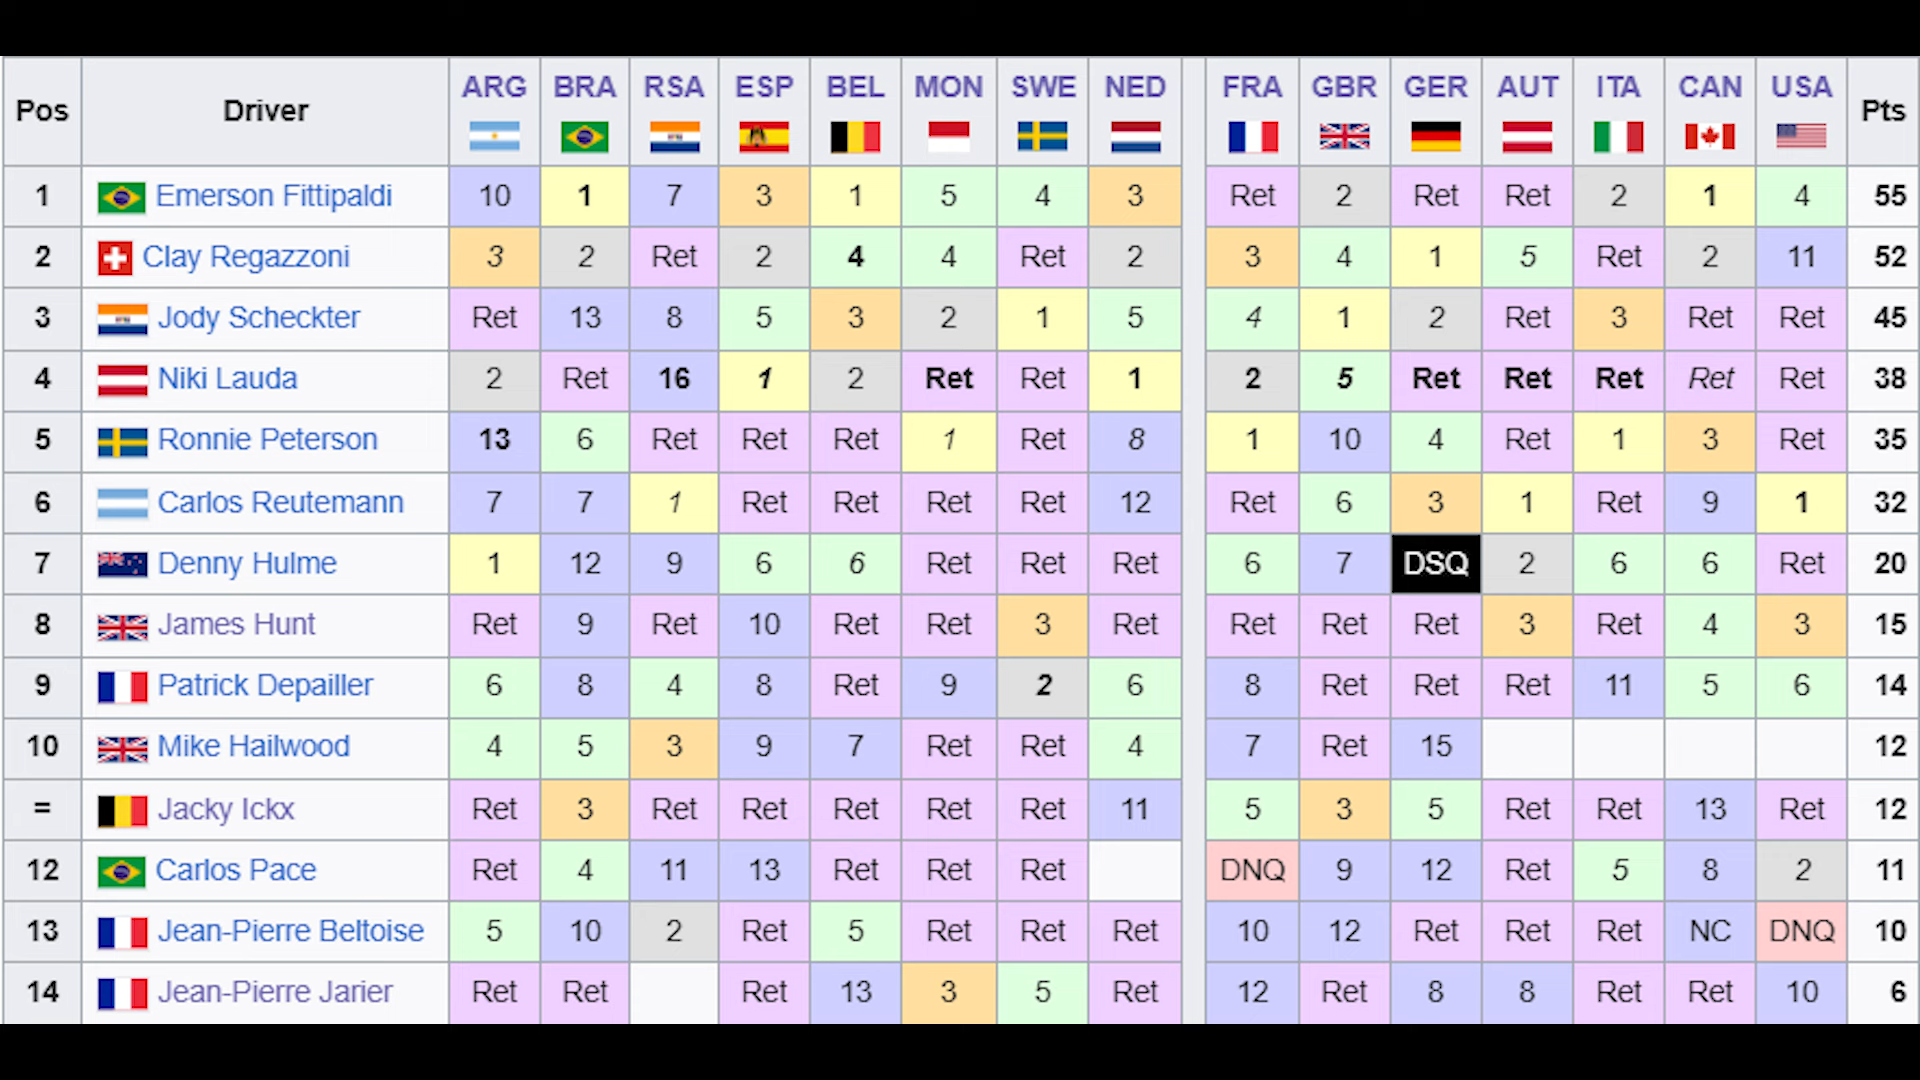 Pos Driver ARG BRA RSA ESP BEL MON SWE NED FRA GBR GER AUT ITA CAN USA Pts
1 Emerson Fittipaldi 10 1 7 3 1 5 4 3 Ret 2 Ret Ret 2 1 4 55
2 Clay Regazzoni 3 2 Ret 2 4 4 Ret 2 3 4 1 5 Ret 2 11 52
3 Jody Scheckter Ret 13 8 5 3 2 1 5 4 1 2 Ret 3 Ret Ret 45
4 Niki Lauda 2 Ret 16 1 2 Ret Ret 1 2 5 Ret Ret Ret Ret Ret 38
5 Ronnie Peterson 13 6 Ret Ret Ret 1 Ret 8 1 10 4 Ret 1 3 Ret 35
6 Carlos Reutemann 7 7 1 Ret Ret Ret Ret 12 Ret 6 3 1 Ret 9 1 32
7 Denny Hulme 1 12 9 6 6 Ret Ret Ret 6 7 DSQ 2 6 6 Ret 20
8 James Hunt Ret 9 Ret 10 Ret Ret 3 Ret Ret Ret Ret 3 Ret 4 3 15
9 Patrick Depailler 6 8 4 8 Ret 9 2 6 8 Ret Ret Ret 11 5 6 14
10 Mike Hailwood 4 5 3 9 7 Ret Ret 4 7 Ret 15 12
= Jacky Ickx Ret 3 Ret Ret Ret Ret Ret 11 5 3 5 Ret Ret 13 Ret 12
12 Carlos Pace Ret 4 11 13 Ret Ret Ret DNQ 9 12 Ret 5 8 2 11
13 Jean-Pierre Beltoise 5 10 2 Ret 5 Ret Ret Ret 10 12 Ret Ret Ret NC DNQ 10
14 Jean-Pierre Jarier Ret Ret Ret 13 3 5 Ret 12 Ret 8 8 Ret Ret 10 6